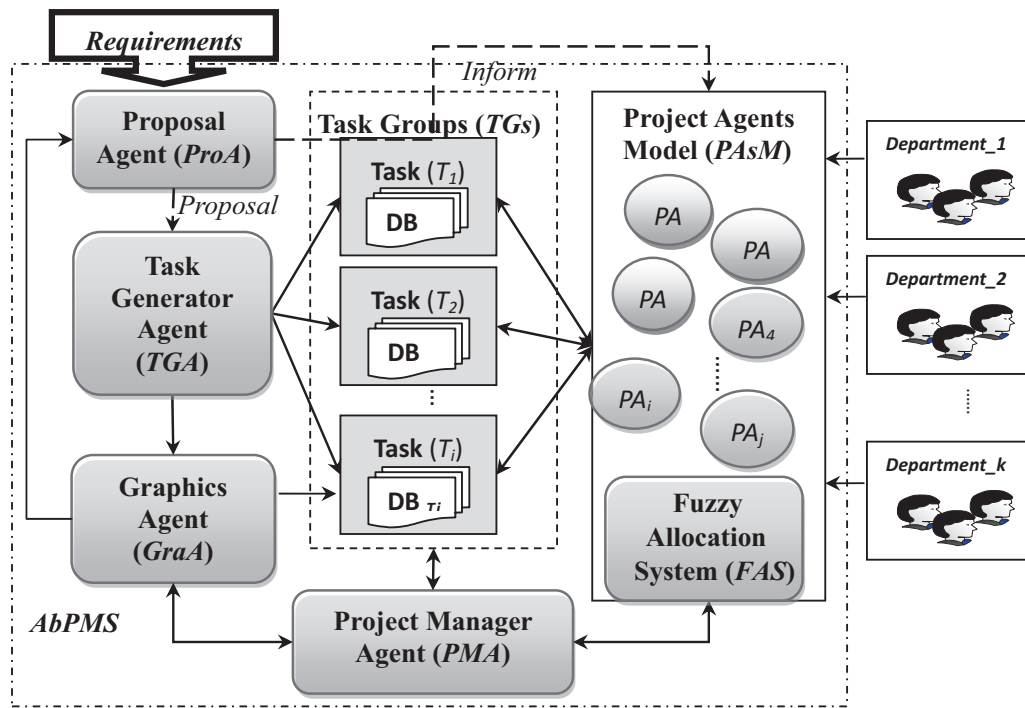 Requirements
Inform
Proposal
Agent (ProA)
Proposal
Task
Generator
Agent
(TGA)
Graphics
Agent
(GraA)
AbPMS
Task Groups (TGs)
Task (T1)
DB
Task (T2)
DB
Task (Ti)
DB Ti
Project Manager
Agent (PMA)
Project Agents
Model (PAsM)
PA
PA
PA
PA4
PAi
PAj
Fuzzy
Allocation
System (FAS)
Department_1
Department_2
Department_k